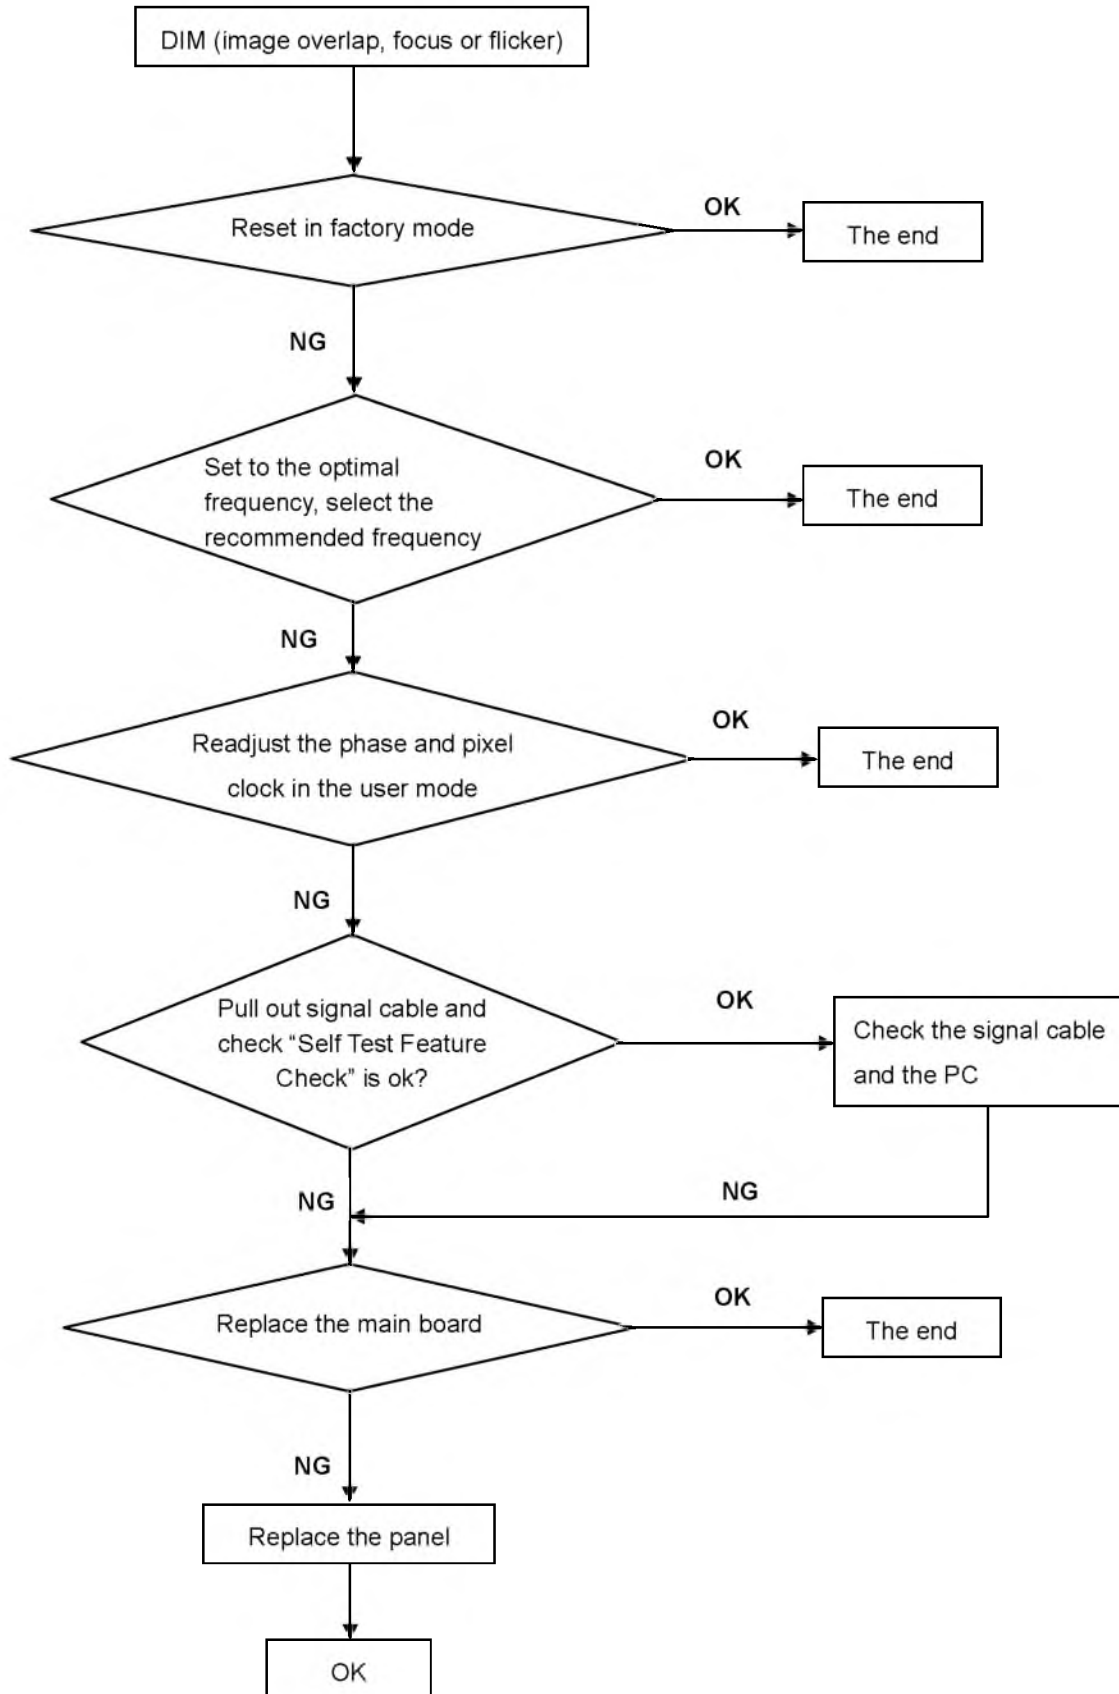 DIM (image overlap, focus or flicker)
OK
Reset in factory mode
The end
NG
OK
Set to the optimal
frequency, select the
recommended frequency
The end
NG
OK
Readjust the phase and pixel
clock in the user mode
The end
NG
OK
Pull out signal cable and
check “Self Test Feature
Check” is ok?
Check the signal cable
and the PC
NG
NG
OK
Replace the main board
The end
NG
Replace the panel
OK